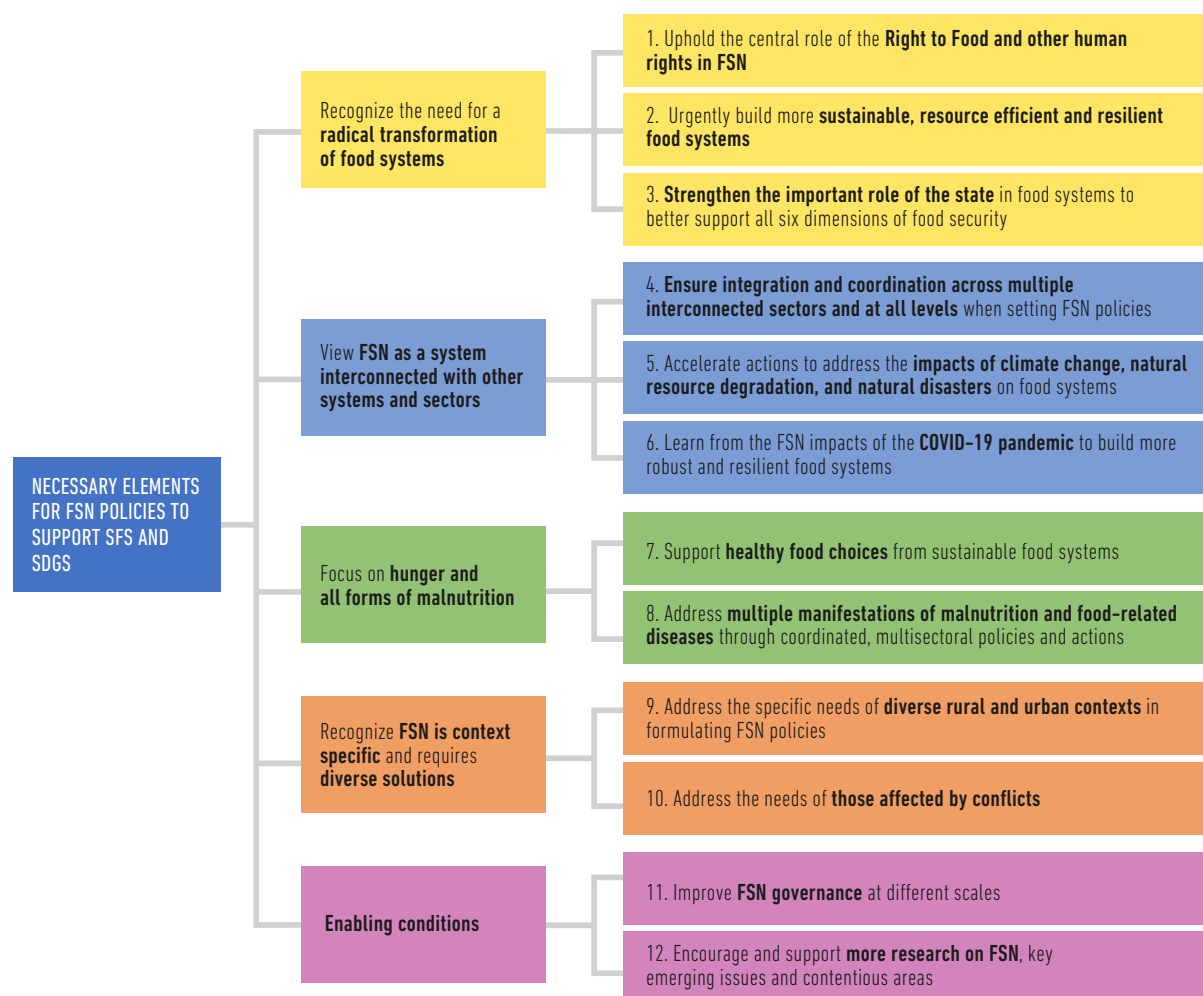 NECESSARY ELEMENTS
FOR FSN POLICIES TO
SUPPORT SFS AND
SDGS
Recognize the need for a
radical transformation
of food systems
1. Uphold the central role of the Right to Food and other human
rights in FSN
2. Urgently build more sustainable, resource efficient and resilient
food systems
3. Strengthen the important role of the state in food systems to
better support all six dimensions of food security
View FSN as a system
interconnected with other
systems and sectors
4. Ensure integration and coordination across multiple
interconnected sectors and at all levels when setting FSN policies
5. Accelerate actions to address the impacts of climate change, natural
resource degradation, and natural disasters on food systems
6. Learn from the FSN impacts of the COVID-19 pandemic to build more
robust and resilient food systems
Focus on hunger and
all forms of malnutrition
7. Support healthy food choices from sustainable food systems
8. Address multiple manifestations of malnutrition and food-related
diseases through coordinated, multisectoral policies and actions
Recognize FSN is context
specific and requires
diverse solutions
9. Address the specific needs of diverse rural and urban contexts in
formulating FSN policies
10. Address the needs of those affected by conflicts
Enabling conditions
11. Improve FSN governance at different scales
12. Encourage and support more research on FSN, key
emerging issues and contentious areas